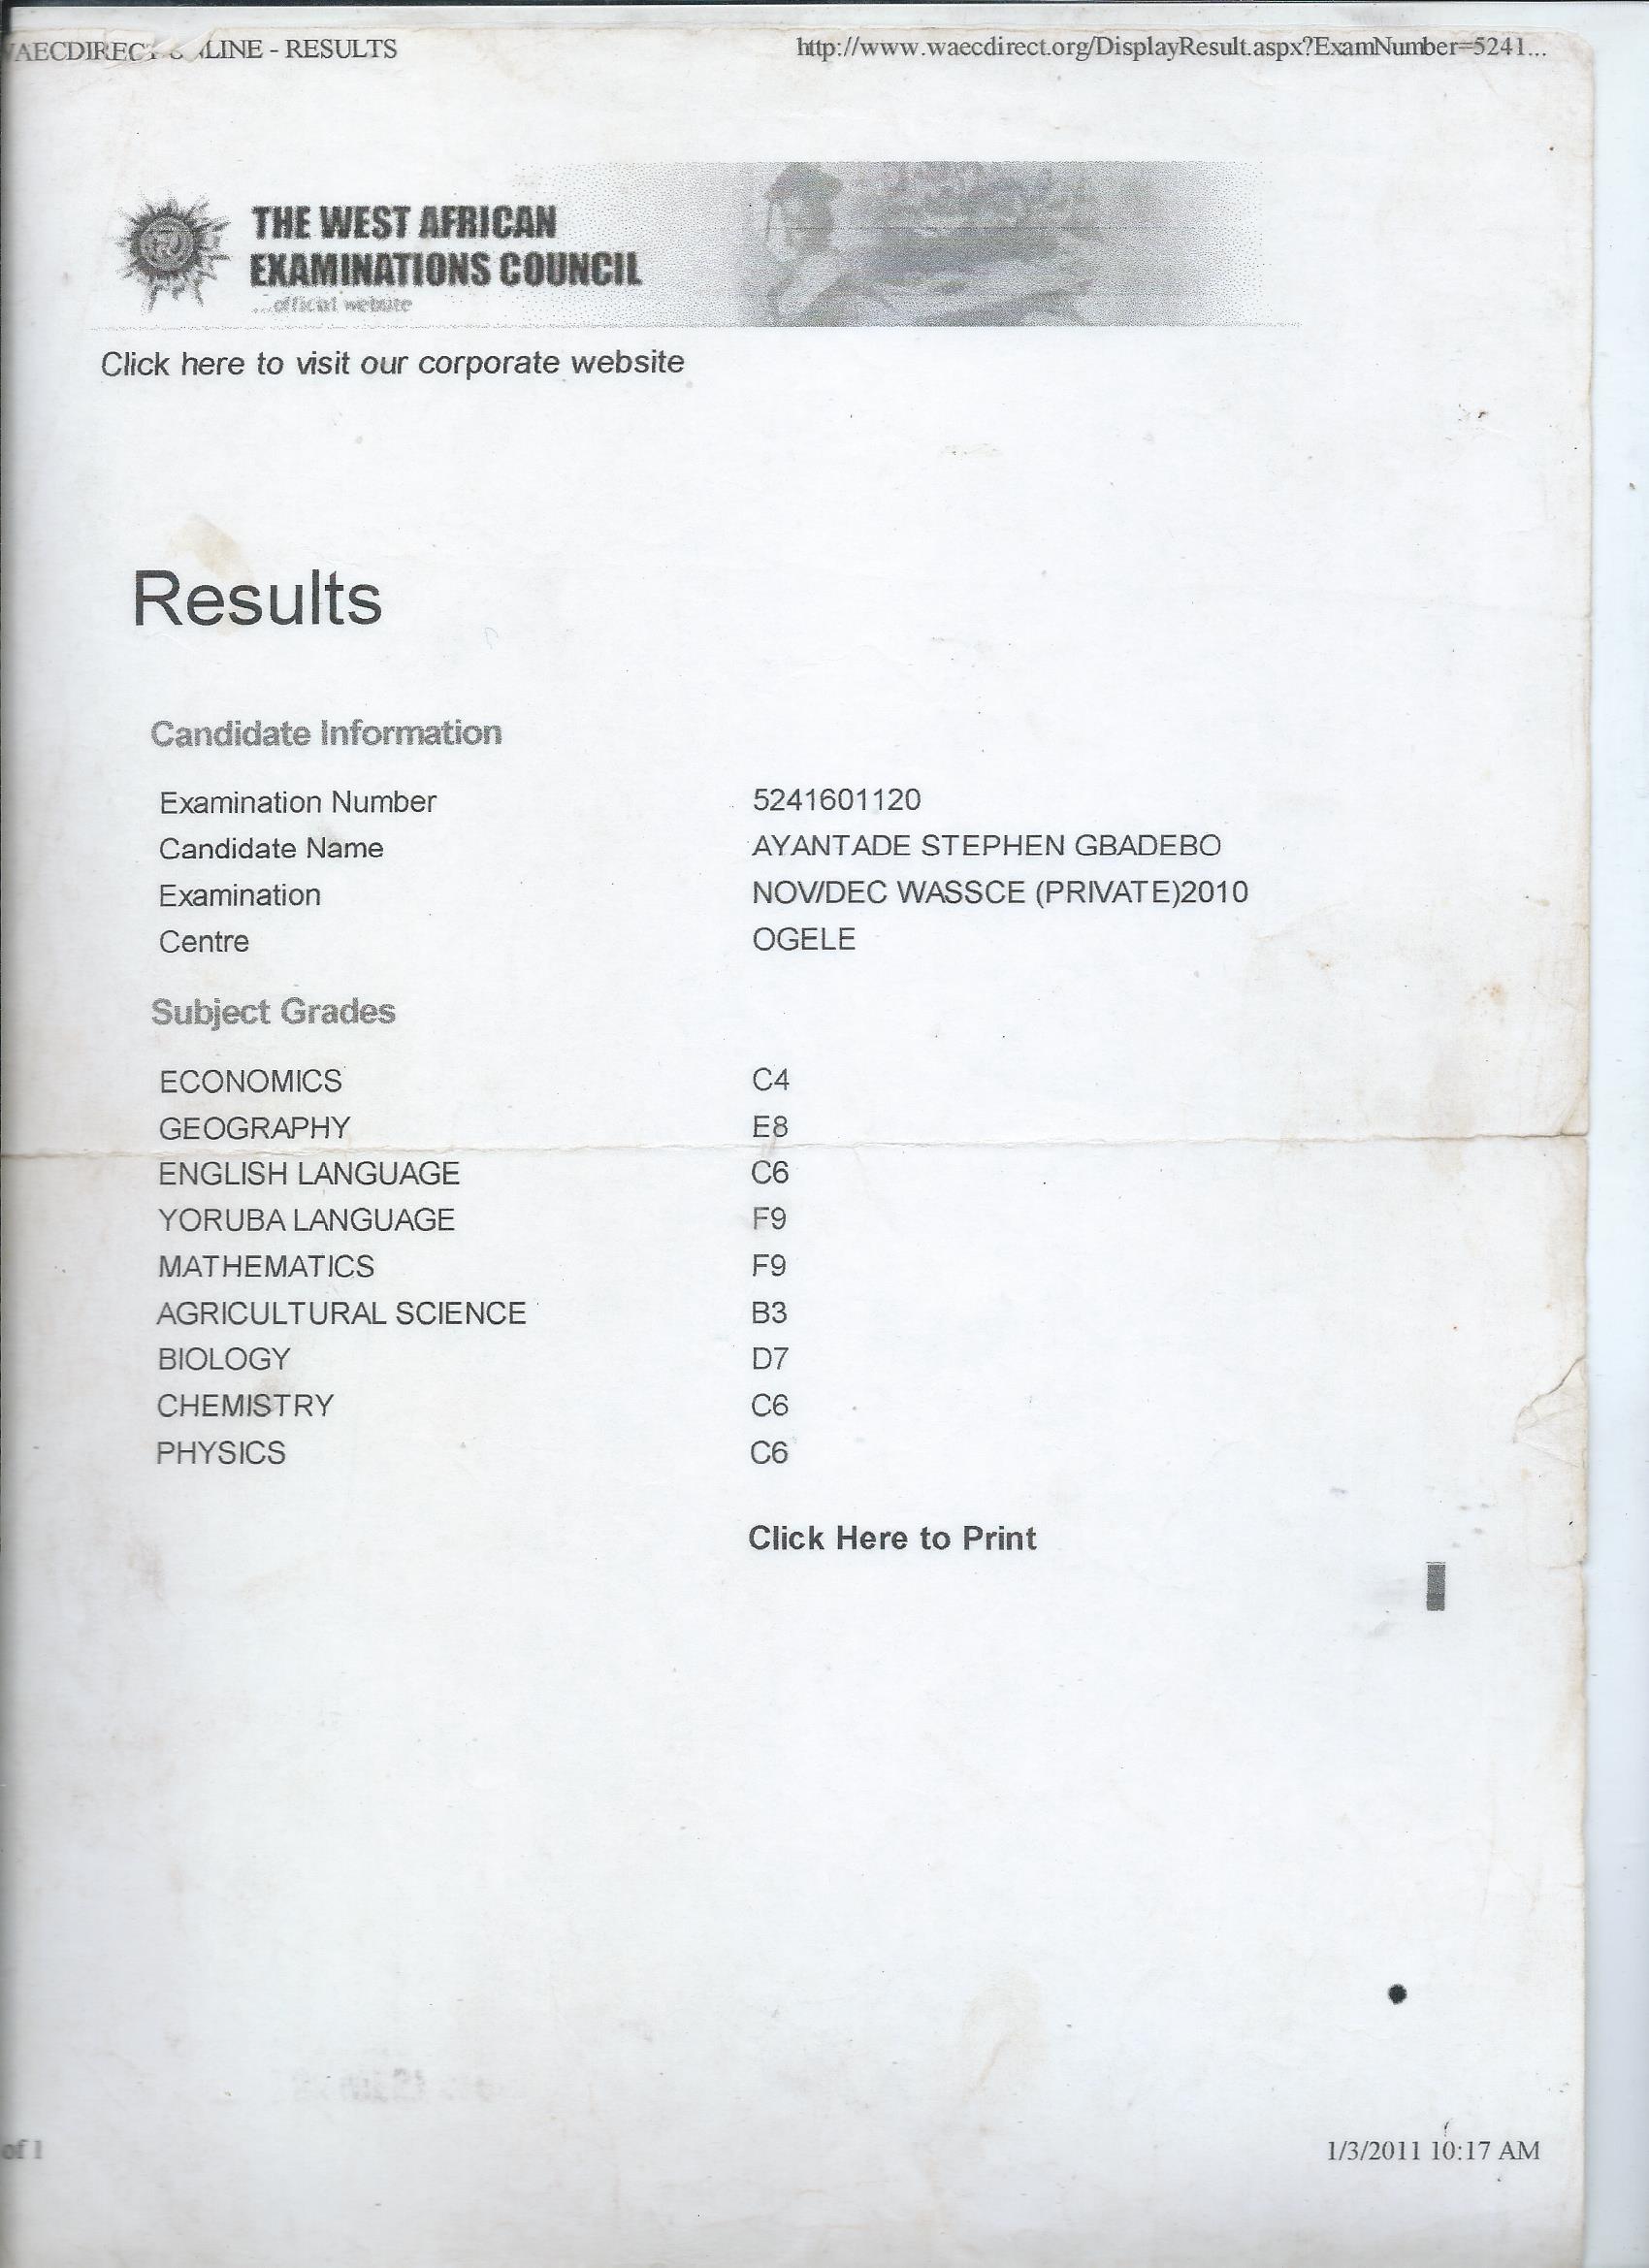 - RESULTS
http://www.waecdirect.org/DisplayResult.aspx?ExamNumber=5241...
THE WEST AFRICAN
EXAMINATIONS COUNCIL
...official website
Click here to visit our corporate website
Results
Candidate Information
Examination Number 5241601120
Candidate Name AYANTADE STEPHEN GBADEBO
Examination NOV/DEC WASSCE (PRIVATE)2010
Centre OGELE
Subject Grades
ECONOMICS C4
GEOGRAPHY E8
ENGLISH LANGUAGE C6
YORUBA LANGUAGE F9
MATHEMATICS F9
AGRICULTURAL SCIENCE B3
BIOLOGY D7
CHEMISTRY C6
PHYSICS C6
Click Here to Print
of 1
1/3/2011 10:17 AM